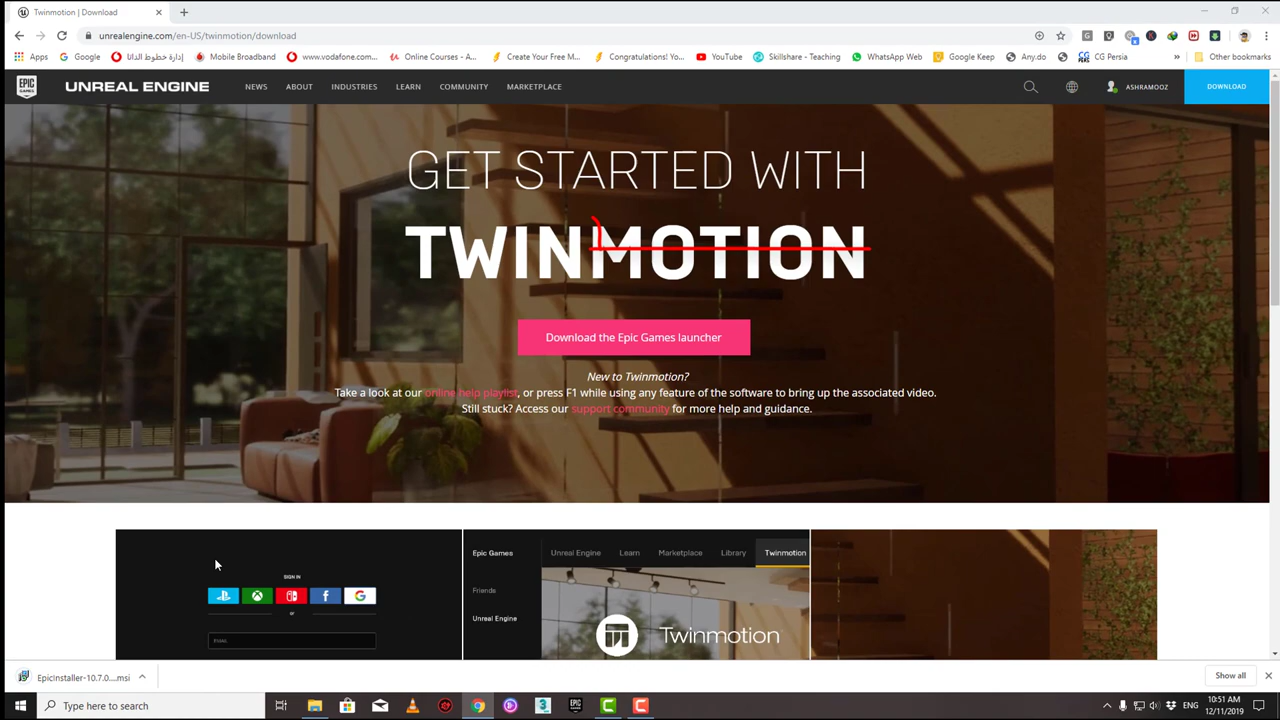 Twinmotion | Download
unrealengine.com/en-US/twinmotion/download
Apps
Google
إدارة خطوط الداتا
Mobile Broadband
www.vodafone.com...
Online Courses - A...
Create Your Free M...
Congratulations! Yo...
YouTube
Skillshare - Teaching
WhatsApp
Google Keep
Any.do
CG Persia
»
Other bookmarks
EPIC GAMES
UNREAL ENGINE
NEWS
ABOUT
INDUSTRIES
LEARN
COMMUNITY
MARKETPLACE
ASHRAMOOZ
DOWNLOAD
GET STARTED WITH
TWINMOTION
Download the Epic Games launcher
New to Twinmotion?
Take a look at our online help playlist, or press F1 while using any feature of the software to bring up the associated video.
Still stuck? Access our support community for more help and guidance.
SIGN IN
or
EMAIL
Epic Games
Unreal Engine
Learn
Marketplace
Library
Twinmotion
Friends
Unreal Engine
Twinmotion
EpicInstaller-10.7.0....msi
Show all
Type here to search
ENG
10:51 AM
12/11/2019